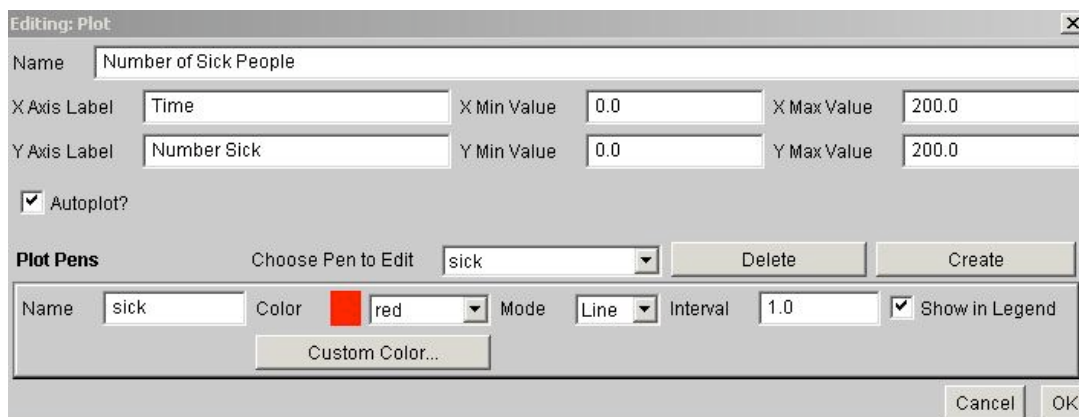 Editing: Plot
Name Number of Sick People
X Axis Label Time X Min Value 0.0 X Max Value 200.0
Y Axis Label Number Sick Y Min Value 0.0 Y Max Value 200.0
Autoplot?
Plot Pens Choose Pen to Edit sick Delete Create
Name sick Color red Mode Line Interval 1.0 Show in Legend
Custom Color...
Cancel OK